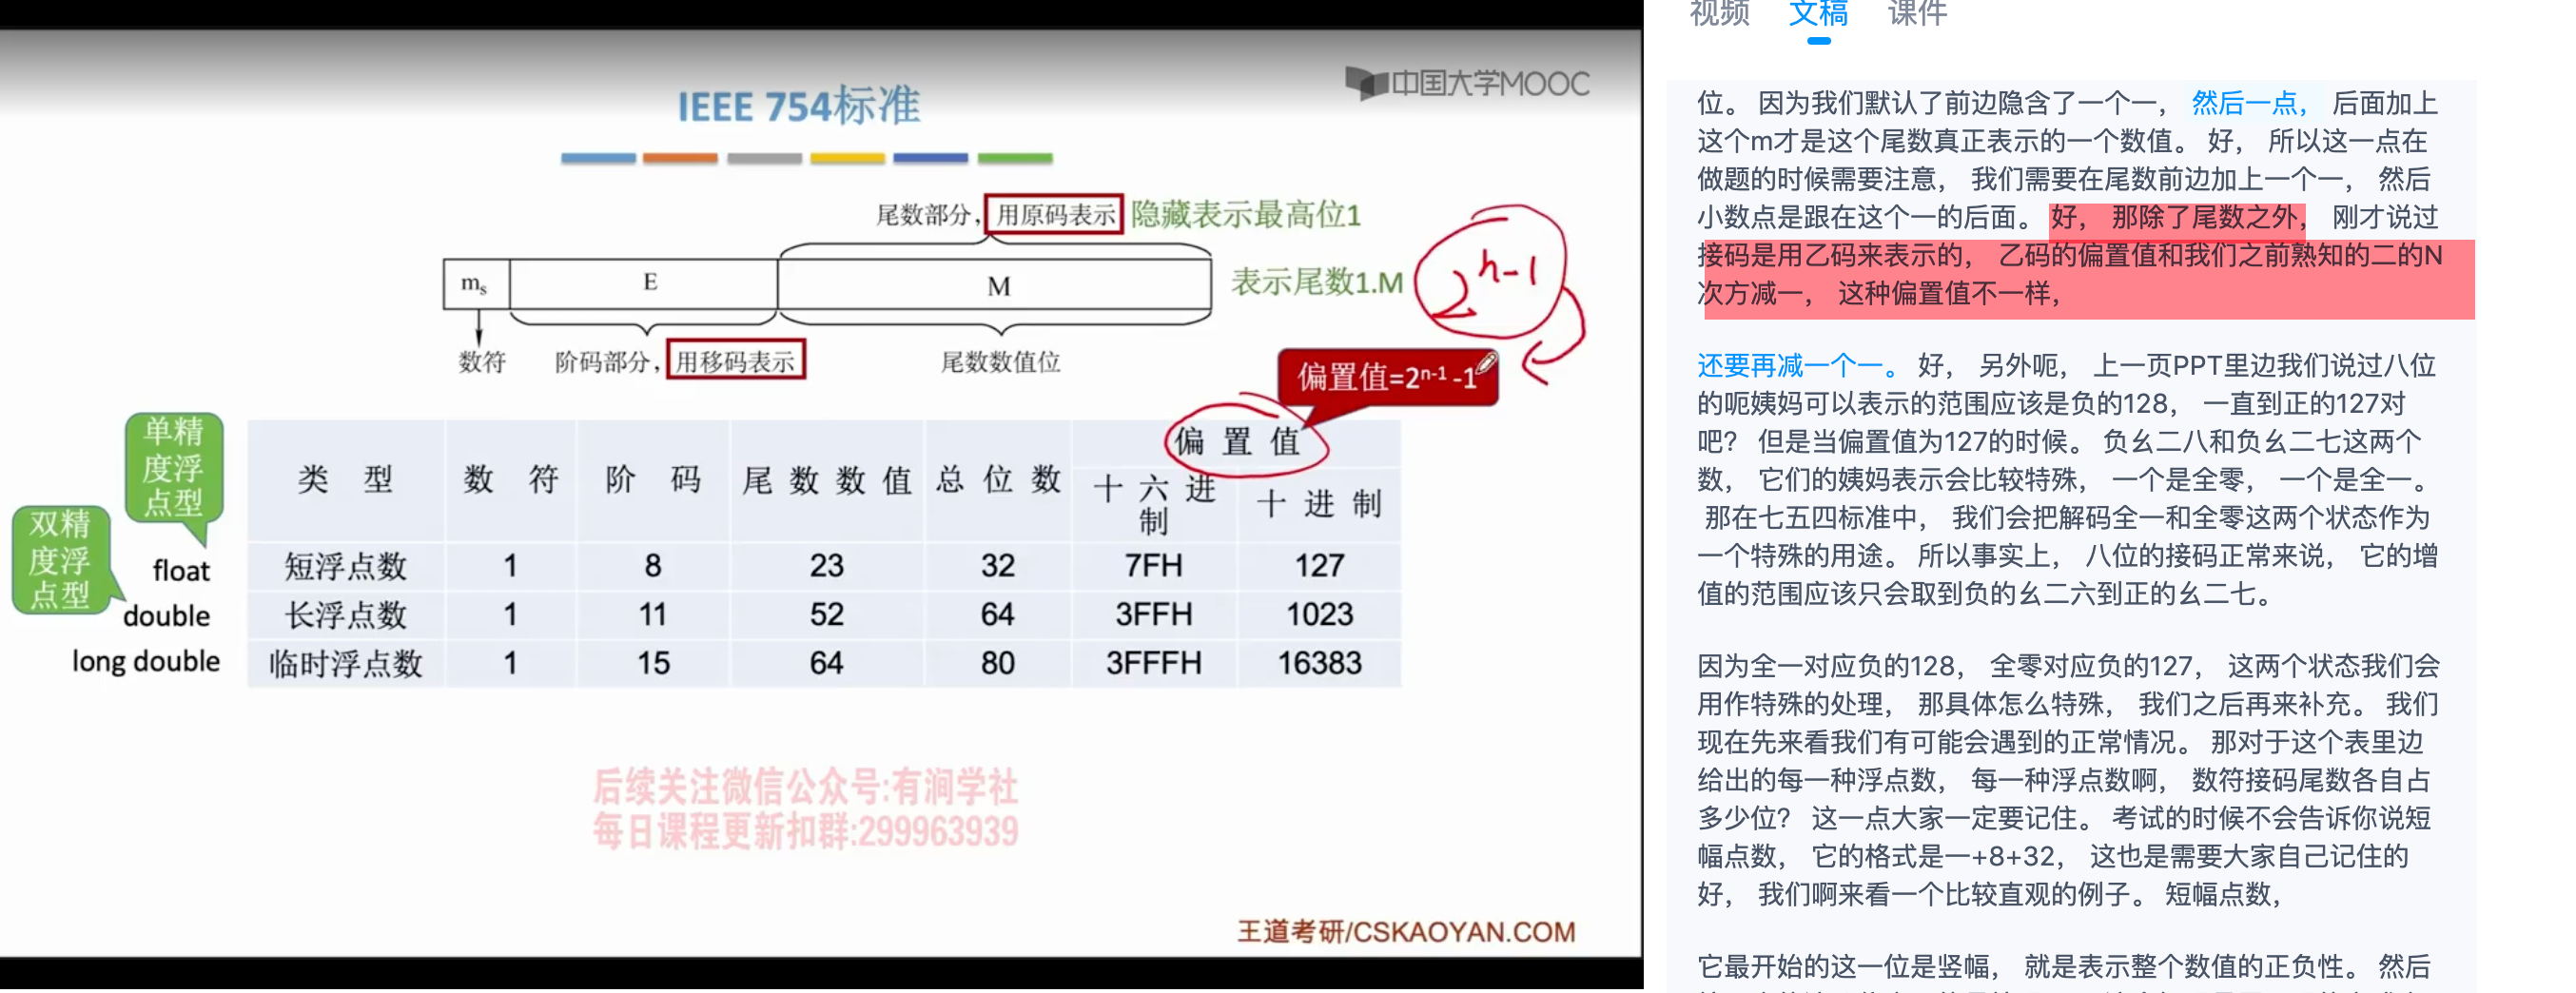 中国大学MOOC
IEEE 754标准
尾数部分，用原码表示 隐藏表示最高位1
mₛ E M 表示尾数1.M
2ⁿ⁻¹
数符 阶码部分，用移码表示 尾数数值位
偏置值=2ⁿ⁻¹ -1
单精度浮点型
双精度浮点型
类 型 数 符 阶 码 尾 数 数 值 总 位 数 偏 置 值
十 六 进 制 十 进 制
float 短浮点数 1 8 23 32 7FH 127
double 长浮点数 1 11 52 64 3FFH 1023
long double 临时浮点数 1 15 64 80 3FFFH 16383
后续关注微信公众号:有涧学社
每日课程更新扣群:299963939
王道考研/CSKAOYAN.COM
视频 文稿 课件
位。 因为我们默认了前边隐含了一个一， 然后一点， 后面加上
这个m才是这个尾数真正表示的一个数值。 好， 所以这一点在
做题的时候需要注意， 我们需要在尾数前边加上一个一， 然后
小数点是跟在这个一的后面。 好， 那除了尾数之外， 刚才说过
接码是用乙码来表示的， 乙码的偏置值和我们之前熟知的二的N
次方减一， 这种偏置值不一样，
还要再减一个一。 好， 另外呃， 上一页PPT里边我们说过八位
的呃姨妈可以表示的范围应该是负的128， 一直到正的127对
吧？ 但是当偏置值为127的时候。 负幺二八和负幺二七这两个
数， 它们的姨妈表示会比较特殊， 一个是全零， 一个是全一。
那在七五四标准中， 我们会把解码全一和全零这两个状态作为
一个特殊的用途。 所以事实上， 八位的接码正常来说， 它的增
值的范围应该只会取到负的幺二六到正的幺二七。
因为全一对应负的128， 全零对应负的127， 这两个状态我们会
用作特殊的处理， 那具体怎么特殊， 我们之后再来补充。 我们
现在先来看我们有可能会遇到的正常情况。 那对于这个表里边
给出的每一种浮点数， 每一种浮点数啊， 数符接码尾数各自占
多少位？ 这一点大家一定要记住。 考试的时候不会告诉你说短
幅点数， 它的格式是一+8+32， 这也是需要大家自己记住的
好， 我们啊来看一个比较直观的例子。 短幅点数，
它最开始的这一位是竖幅， 就是表示整个数值的正负性。 然后